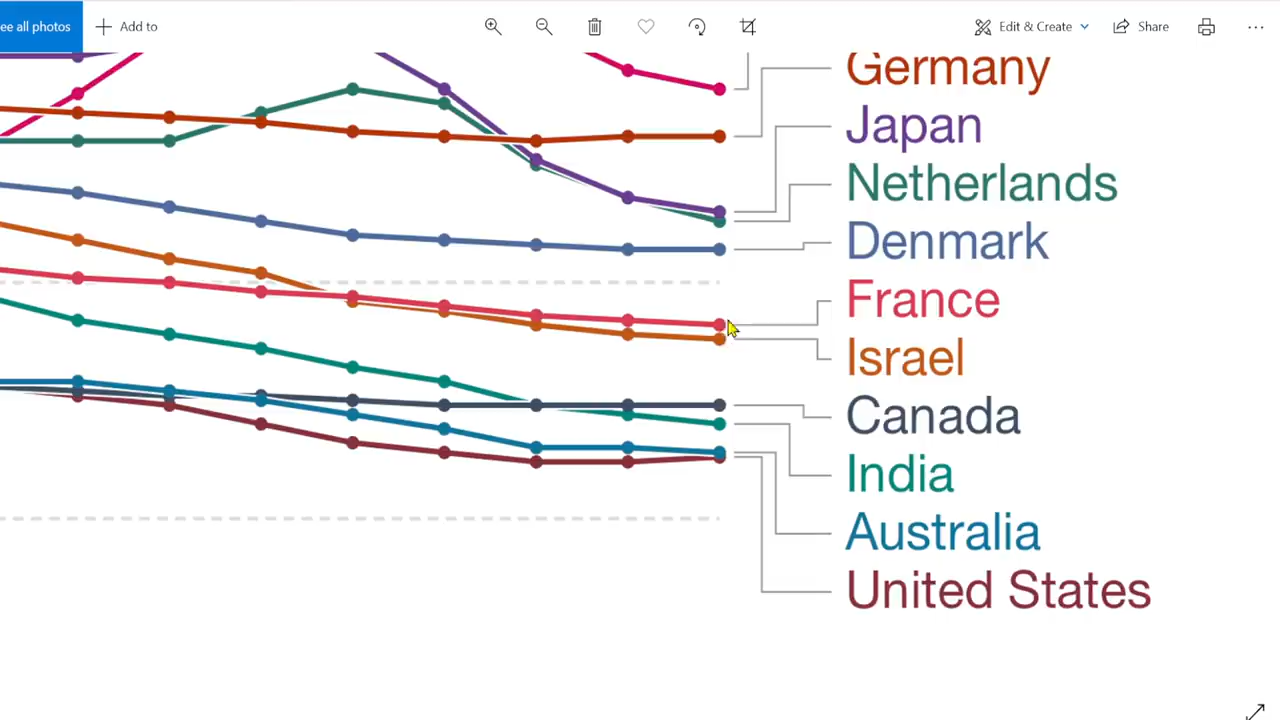 ee all photos
Add to
Edit & Create
Share
Germany
Japan
Netherlands
Denmark
France
Israel
Canada
India
Australia
United States